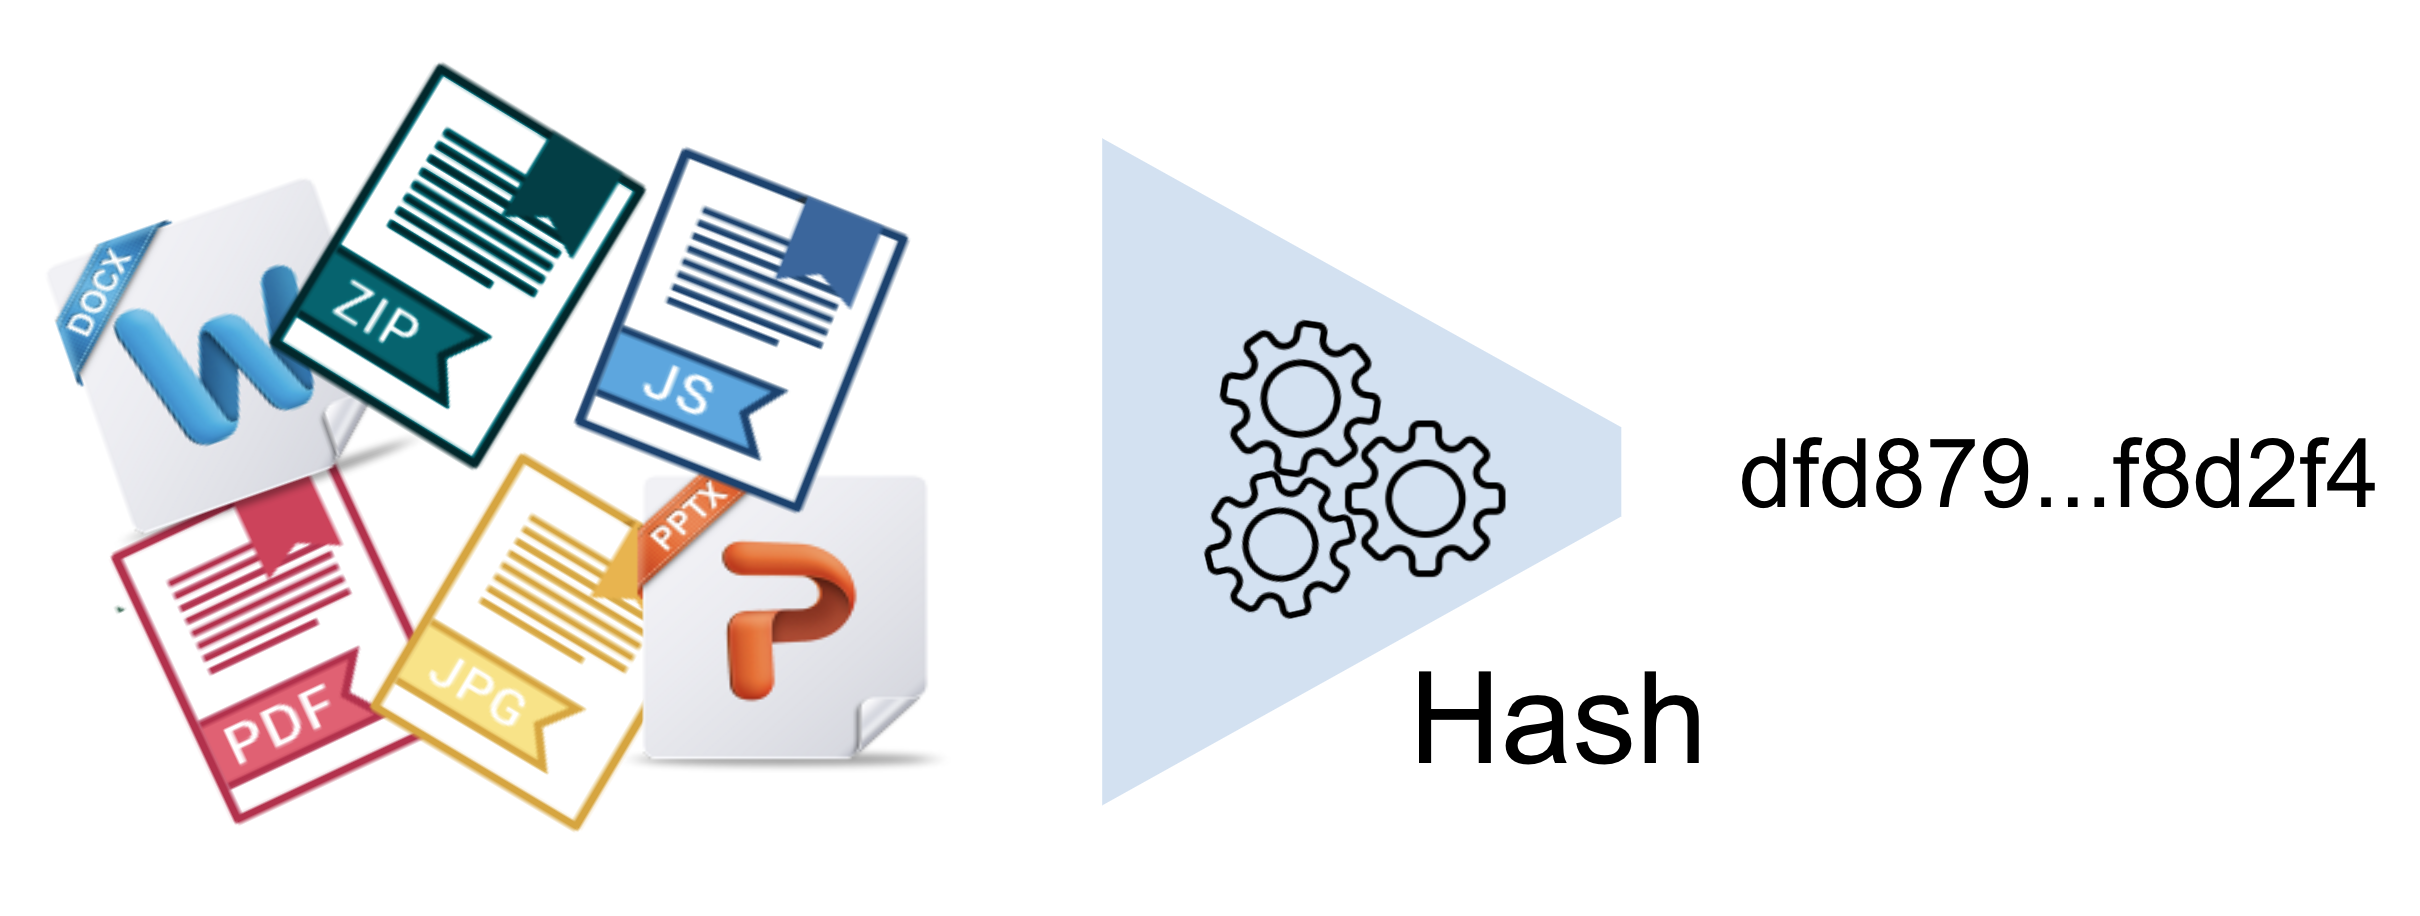 DOCX
W
ZIP
JS
PDF
JPG
PPTX
P
Hash
dfd879...f8d2f4